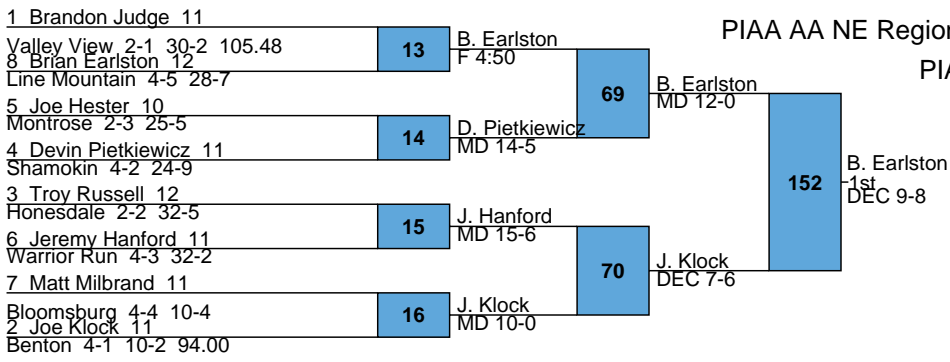 1 Brandon Judge 11
Valley View 2-1 30-2 105.48
8 Brian Earlston 12
Line Mountain 4-5 28-7
5 Joe Hester 10
Montrose 2-3 25-5
4 Devin Pietkiewicz 11
Shamokin 4-2 24-9
3 Troy Russell 12
Honesdale 2-2 32-5
6 Jeremy Hanford 11
Warrior Run 4-3 32-2
7 Matt Milbrand 11
Bloomsburg 4-4 10-4
2 Joe Klock 11
Benton 4-1 10-2 94.00
13
14
15
16
B. Earlston
F 4:50
D. Pietkiewicz
MD 14-5
J. Hanford
MD 15-6
J. Klock
MD 10-0
69
70
B. Earlston
MD 12-0
J. Klock
DEC 7-6
152
B. Earlston
1st
DEC 9-8
PIAA AA NE Region
PIA